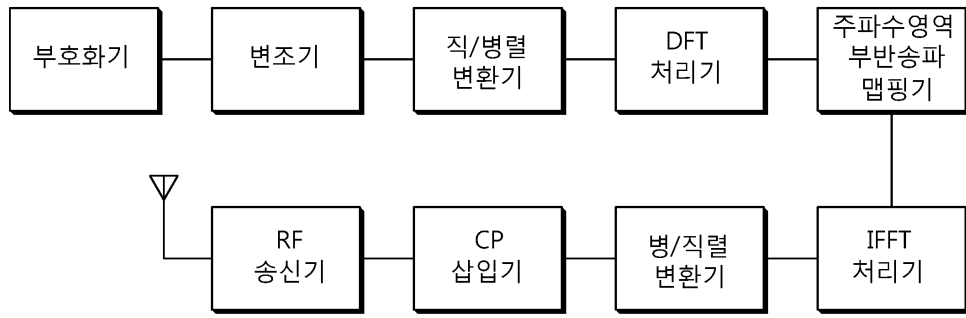 부호화기
변조기
직/병렬
변환기
DFT
처리기
주파수영역
부반송파
맵핑기
RF
송신기
CP
삽입기
병/직렬
변환기
IFFT
처리기